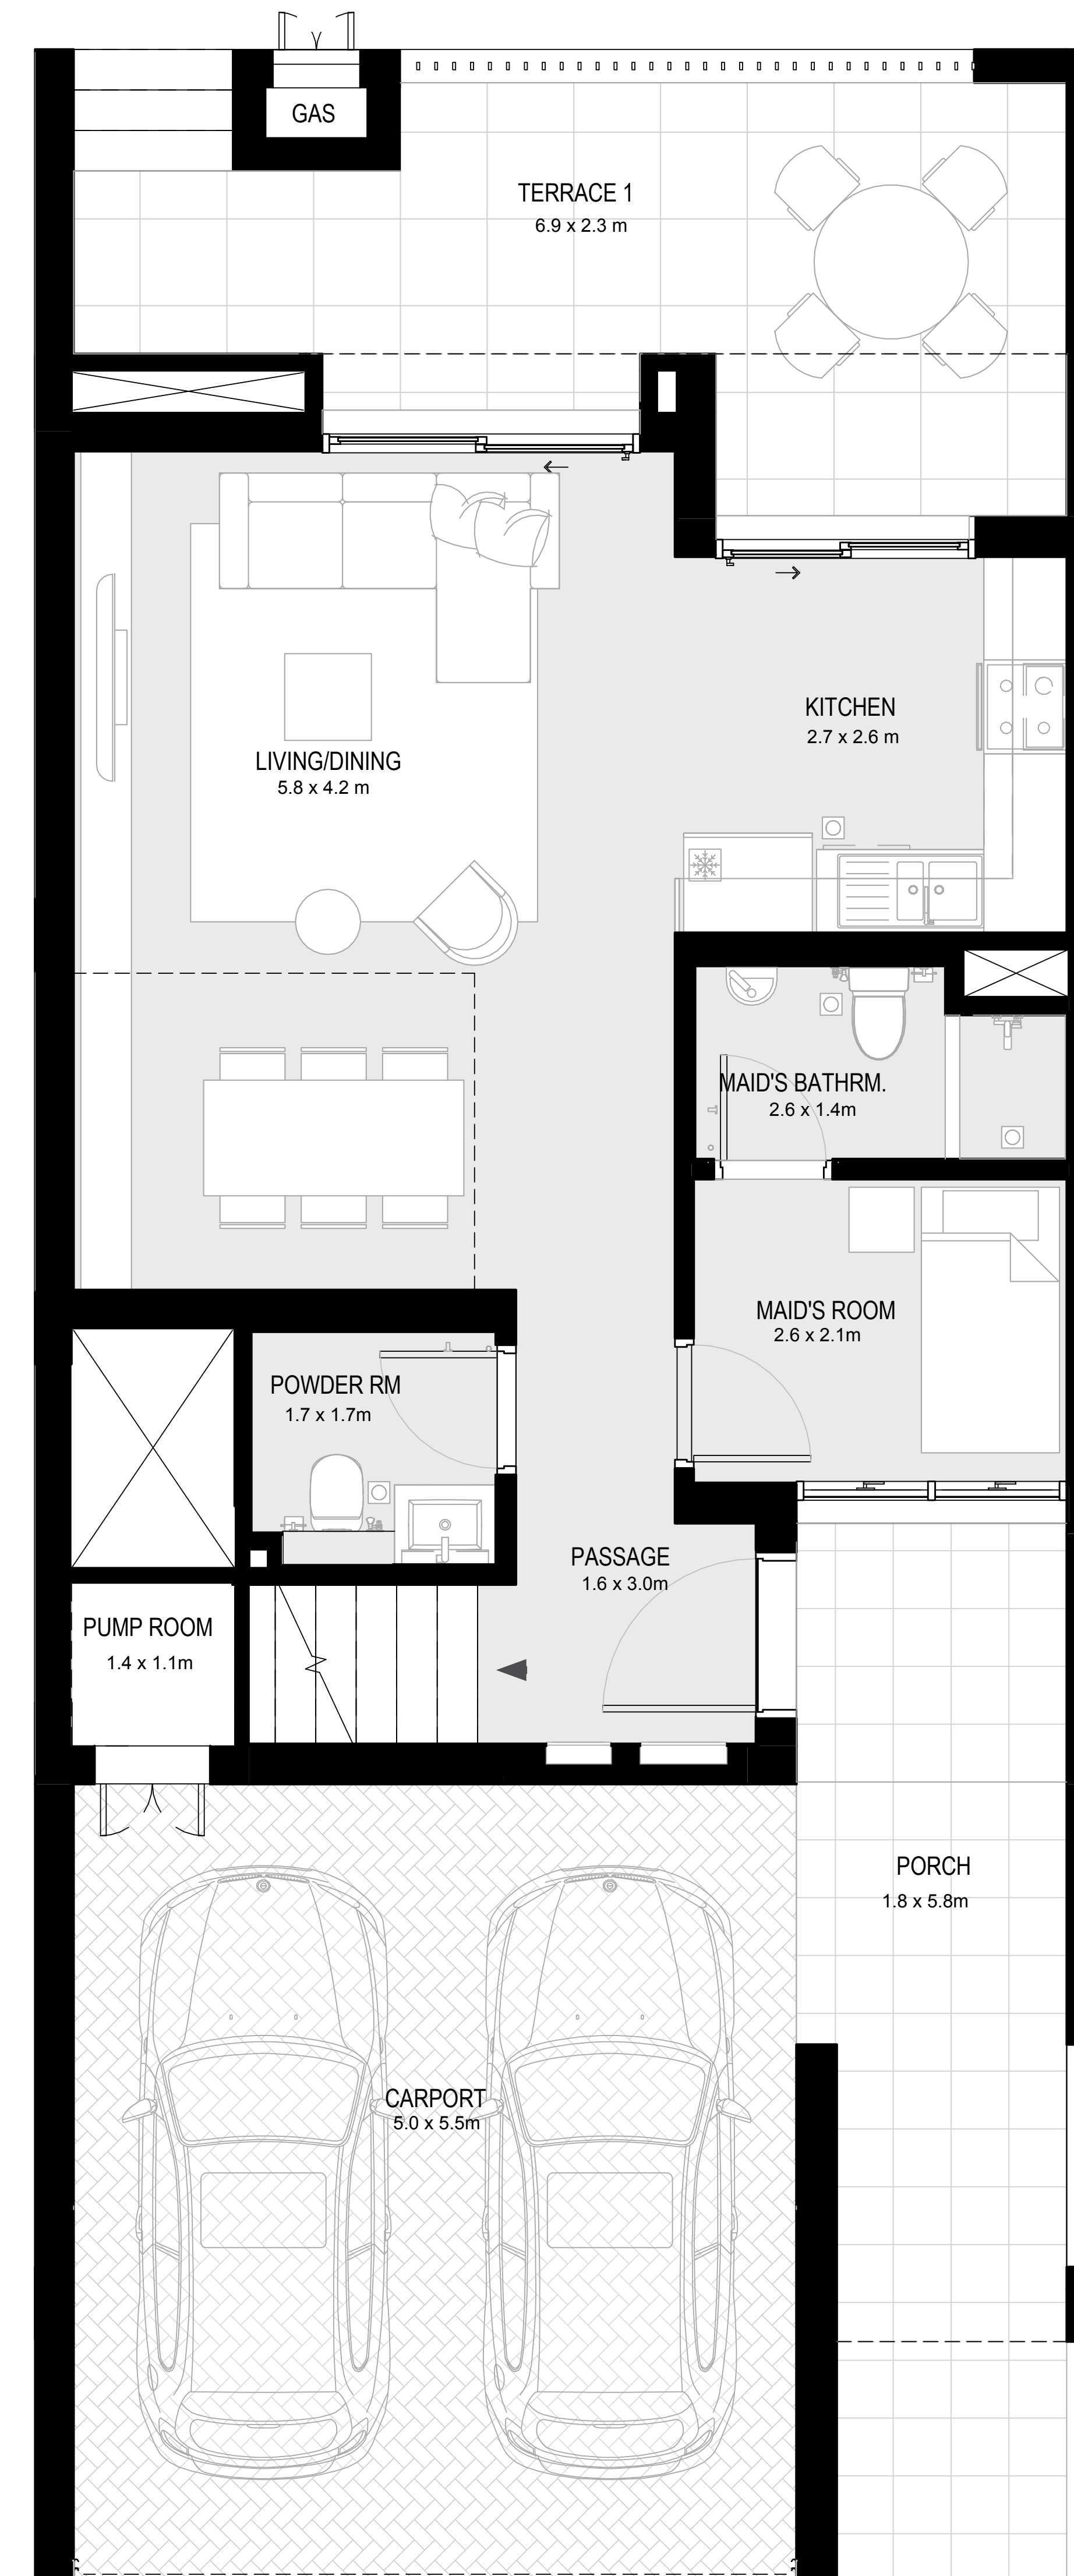 GAS
TERRACE 1
6.9 x 2.3 m
KITCHEN
2.7 x 2.6 m
LIVING/DINING
5.8 x 4.2 m
MAID'S BATHRM.
2.6 x 1.4m
MAID'S ROOM
2.6 x 2.1m
POWDER RM
1.7 x 1.7m
PASSAGE
1.6 x 3.0m
PUMP ROOM
1.4 x 1.1m
PORCH
1.8 x 5.8m
CARPORT
5.0 x 5.5m